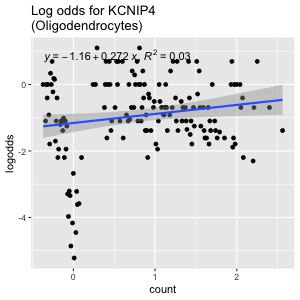 Log odds for KCNIP4
(Oligodendrocytes)
y = −1.16 + 0.272 x, R² = 0.03
0
-2
-4
logodds
0 1 2
count